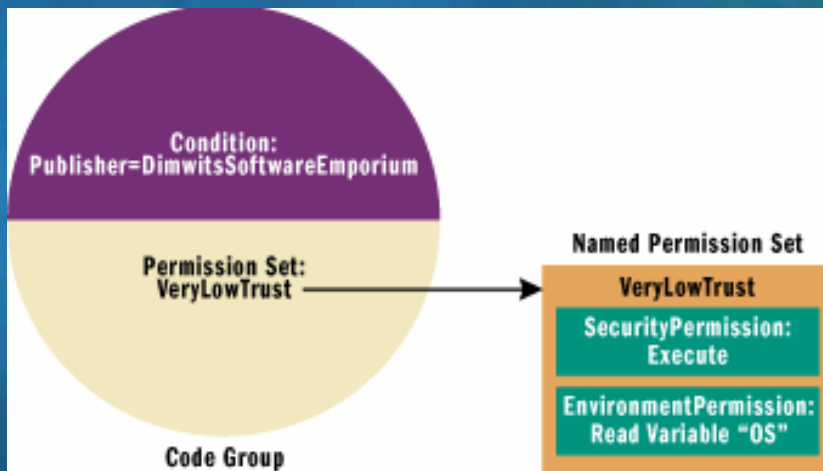 Condition:
Publisher=DimwitsSoftwareEmporium
Permission Set:
VeryLowTrust
Code Group
Named Permission Set
VeryLowTrust
SecurityPermission:
Execute
EnvironmentPermission:
Read Variable “OS”